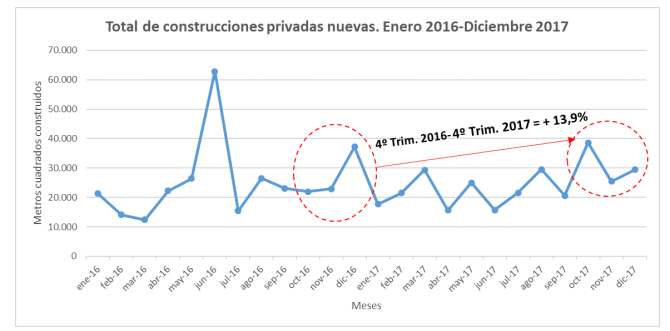 Total de construcciones privadas nuevas. Enero 2016-Diciembre 2017
Metros cuadrados construidos
70.000
60.000
50.000
40.000
30.000
20.000
10.000
0
4º Trim. 2016-4º Trim. 2017 = + 13,9%
ene-16
feb-16
mar-16
abr-16
may-16
jun-16
jul-16
ago-16
sep-16
oct-16
nov-16
dic-16
ene-17
feb-17
mar-17
abr-17
may-17
jun-17
jul-17
ago-17
sep-17
oct-17
nov-17
dic-17
Meses